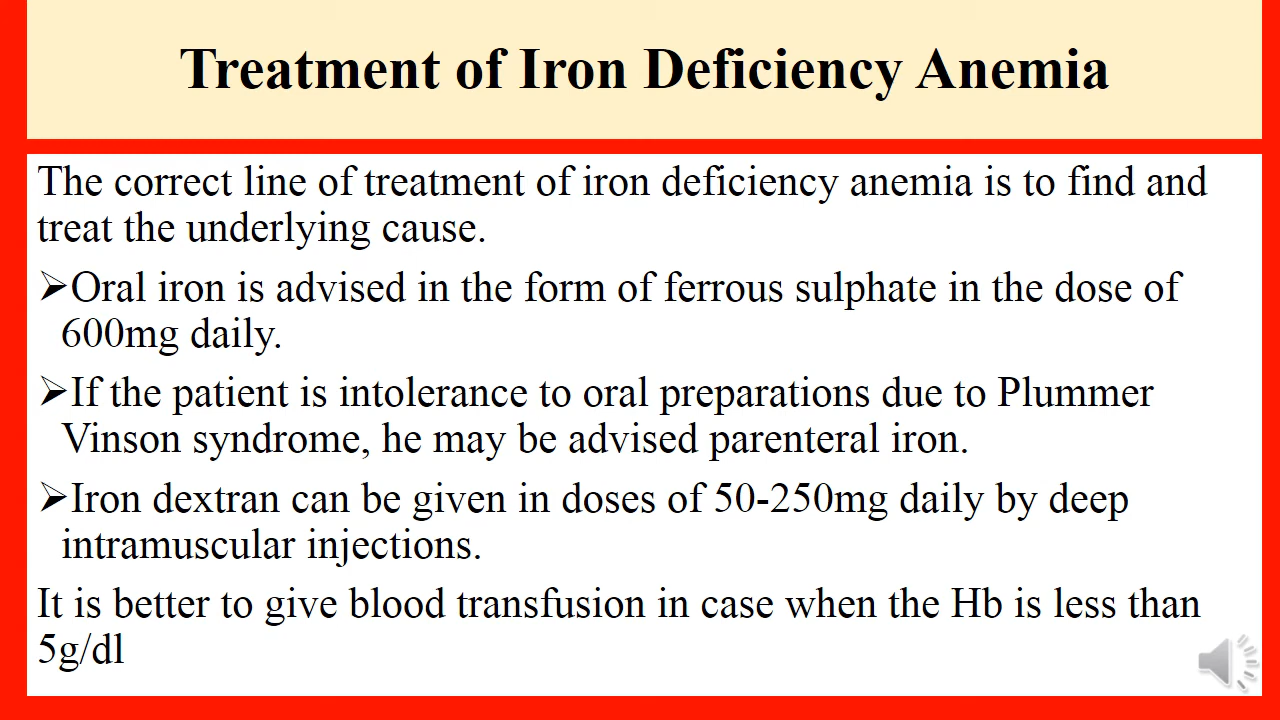 Treatment of Iron Deficiency Anemia
The correct line of treatment of iron deficiency anemia is to find and
treat the underlying cause.
➢Oral iron is advised in the form of ferrous sulphate in the dose of
600mg daily.
➢If the patient is intolerance to oral preparations due to Plummer
Vinson syndrome, he may be advised parenteral iron.
➢Iron dextran can be given in doses of 50-250mg daily by deep
intramuscular injections.
It is better to give blood transfusion in case when the Hb is less than
5g/dl